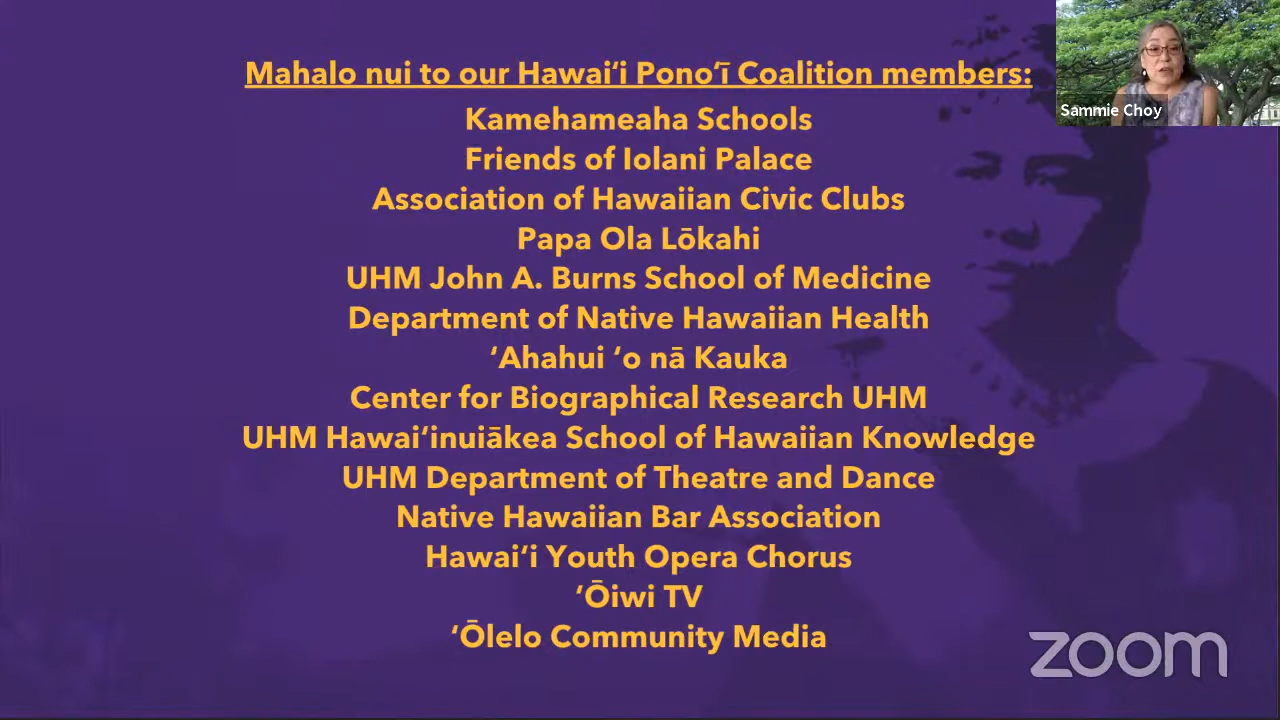 Mahalo nui to our Hawaiʻi Ponoʻī Coalition members:
Kamehameaha Schools
Friends of Iolani Palace
Association of Hawaiian Civic Clubs
Papa Ola Lōkahi
UHM John A. Burns School of Medicine
Department of Native Hawaiian Health
ʻAhahui ʻo nā Kauka
Center for Biographical Research UHM
UHM Hawaiʻinuiākea School of Hawaiian Knowledge
UHM Department of Theatre and Dance
Native Hawaiian Bar Association
Hawaiʻi Youth Opera Chorus
ʻŌiwi TV
ʻŌlelo Community Media
Sammie Choy
zoom